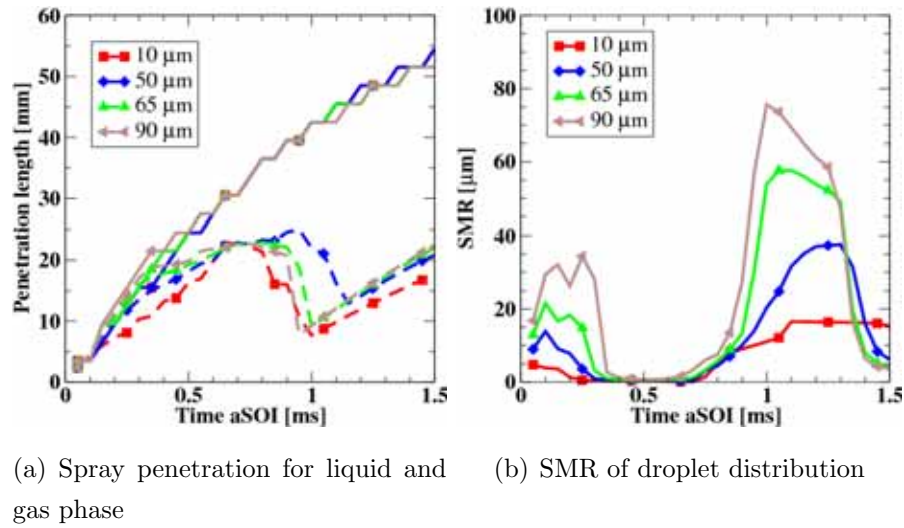 60
50
40
30
20
10
0
Penetration length [mm]
10 µm
50 µm
65 µm
90 µm
0 0.5 1 1.5
Time aSOI [ms]
100
80
60
40
20
0
SMR [µm]
10 µm
50 µm
65 µm
90 µm
0 0.5 1 1.5
Time aSOI [ms]
(a) Spray penetration for liquid and
gas phase
(b) SMR of droplet distribution